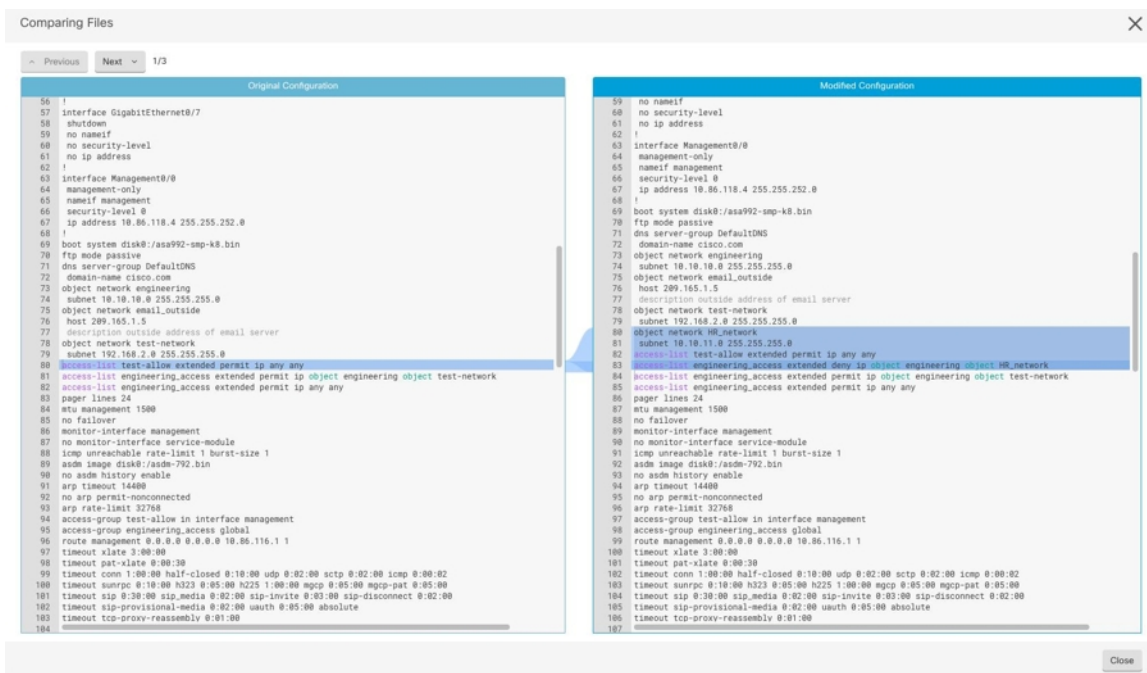 Comparing Files
Previous
Next
1/3
Original Configuration
56 !
57 interface GigabitEthernet0/7
58 shutdown
59 no nameif
60 no security-level
61 no ip address
62 !
63 interface Management0/0
64 management-only
65 nameif management
66 security-level 0
67 ip address 10.86.118.4 255.255.252.0
68 !
69 boot system disk0:/asa992-smp-k8.bin
70 ftp mode passive
71 dns server-group DefaultDNS
72 domain-name cisco.com
73 object network engineering
74 subnet 10.10.10.0 255.255.255.0
75 object network email_outside
76 host 209.165.1.5
77 description outside address of email server
78 object network test-network
79 subnet 192.168.2.0 255.255.255.0
80 access-list test-allow extended permit ip any any
81 access-list engineering_access extended permit ip object engineering object test-network
82 access-list engineering_access extended permit ip any any
83 pager lines 24
84 mtu management 1500
85 no failover
86 monitor-interface management
87 no monitor-interface service-module
88 icmp unreachable rate-limit 1 burst-size 1
89 asdm image disk0:/asdm-792.bin
90 no asdm history enable
91 arp timeout 14400
92 no arp permit-nonconnected
93 arp rate-limit 32768
94 access-group test-allow in interface management
95 access-group engineering_access global
96 route management 0.0.0.0 0.0.0.0 10.86.116.1 1
97 timeout xlate 3:00:00
98 timeout pat-xlate 0:00:30
99 timeout conn 1:00:00 half-closed 0:10:00 udp 0:02:00 sctp 0:02:00 icmp 0:00:02
100 timeout sunrpc 0:10:00 h323 0:05:00 h225 1:00:00 mgcp 0:05:00 mgcp-pat 0:05:00
101 timeout sip 0:30:00 sip_media 0:02:00 sip-invite 0:03:00 sip-disconnect 0:02:00
102 timeout sip-provisional-media 0:02:00 uauth 0:05:00 absolute
103 timeout tcp-proxy-reassembly 0:01:00
104
Modified Configuration
59 no nameif
60 no security-level
61 no ip address
62 !
63 interface Management0/0
64 management-only
65 nameif management
66 security-level 0
67 ip address 10.86.118.4 255.255.252.0
68 !
69 boot system disk0:/asa992-smp-k8.bin
70 ftp mode passive
71 dns server-group DefaultDNS
72 domain-name cisco.com
73 object network engineering
74 subnet 10.10.10.0 255.255.255.0
75 object network email_outside
76 host 209.165.1.5
77 description outside address of email server
78 object network test-network
79 subnet 192.168.2.0 255.255.255.0
80 object network HR_network
81 subnet 10.10.11.0 255.255.255.0
82 access-list test-allow extended permit ip any any
83 access-list engineering_access extended deny ip object engineering object HR_network
84 access-list engineering_access extended permit ip object engineering object test-network
85 access-list engineering_access extended permit ip any any
86 pager lines 24
87 mtu management 1500
88 no failover
89 monitor-interface management
90 no monitor-interface service-module
91 icmp unreachable rate-limit 1 burst-size 1
92 asdm image disk0:/asdm-792.bin
93 no asdm history enable
94 arp timeout 14400
95 no arp permit-nonconnected
96 arp rate-limit 32768
97 access-group test-allow in interface management
98 access-group engineering_access global
99 route management 0.0.0.0 0.0.0.0 10.86.116.1 1
100 timeout xlate 3:00:00
101 timeout pat-xlate 0:00:30
102 timeout conn 1:00:00 half-closed 0:10:00 udp 0:02:00 sctp 0:02:00 icmp 0:00:02
103 timeout sunrpc 0:10:00 h323 0:05:00 h225 1:00:00 mgcp 0:05:00 mgcp-pat 0:05:00
104 timeout sip 0:30:00 sip_media 0:02:00 sip-invite 0:03:00 sip-disconnect 0:02:00
105 timeout sip-provisional-media 0:02:00 uauth 0:05:00 absolute
106 timeout tcp-proxy-reassembly 0:01:00
107
Close